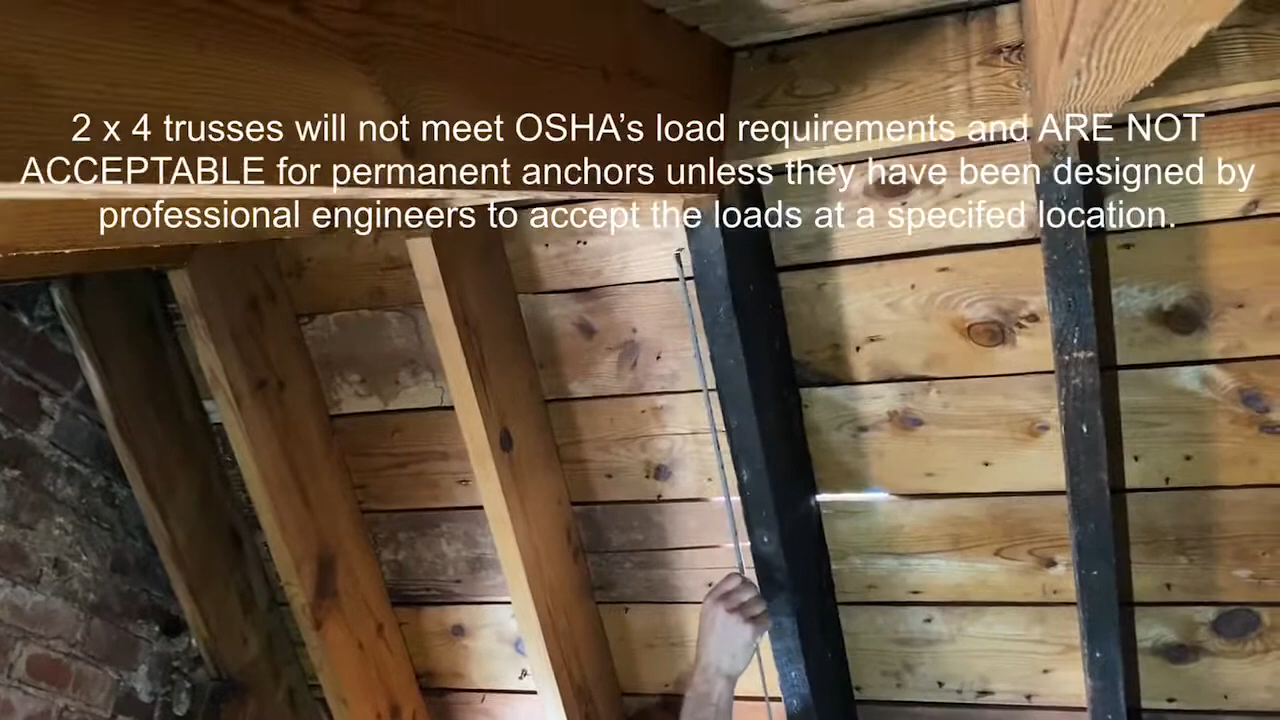 2 x 4 trusses will not meet OSHA’s load requirements and ARE NOT
ACCEPTABLE for permanent anchors unless they have been designed by
professional engineers to accept the loads at a specifed location.